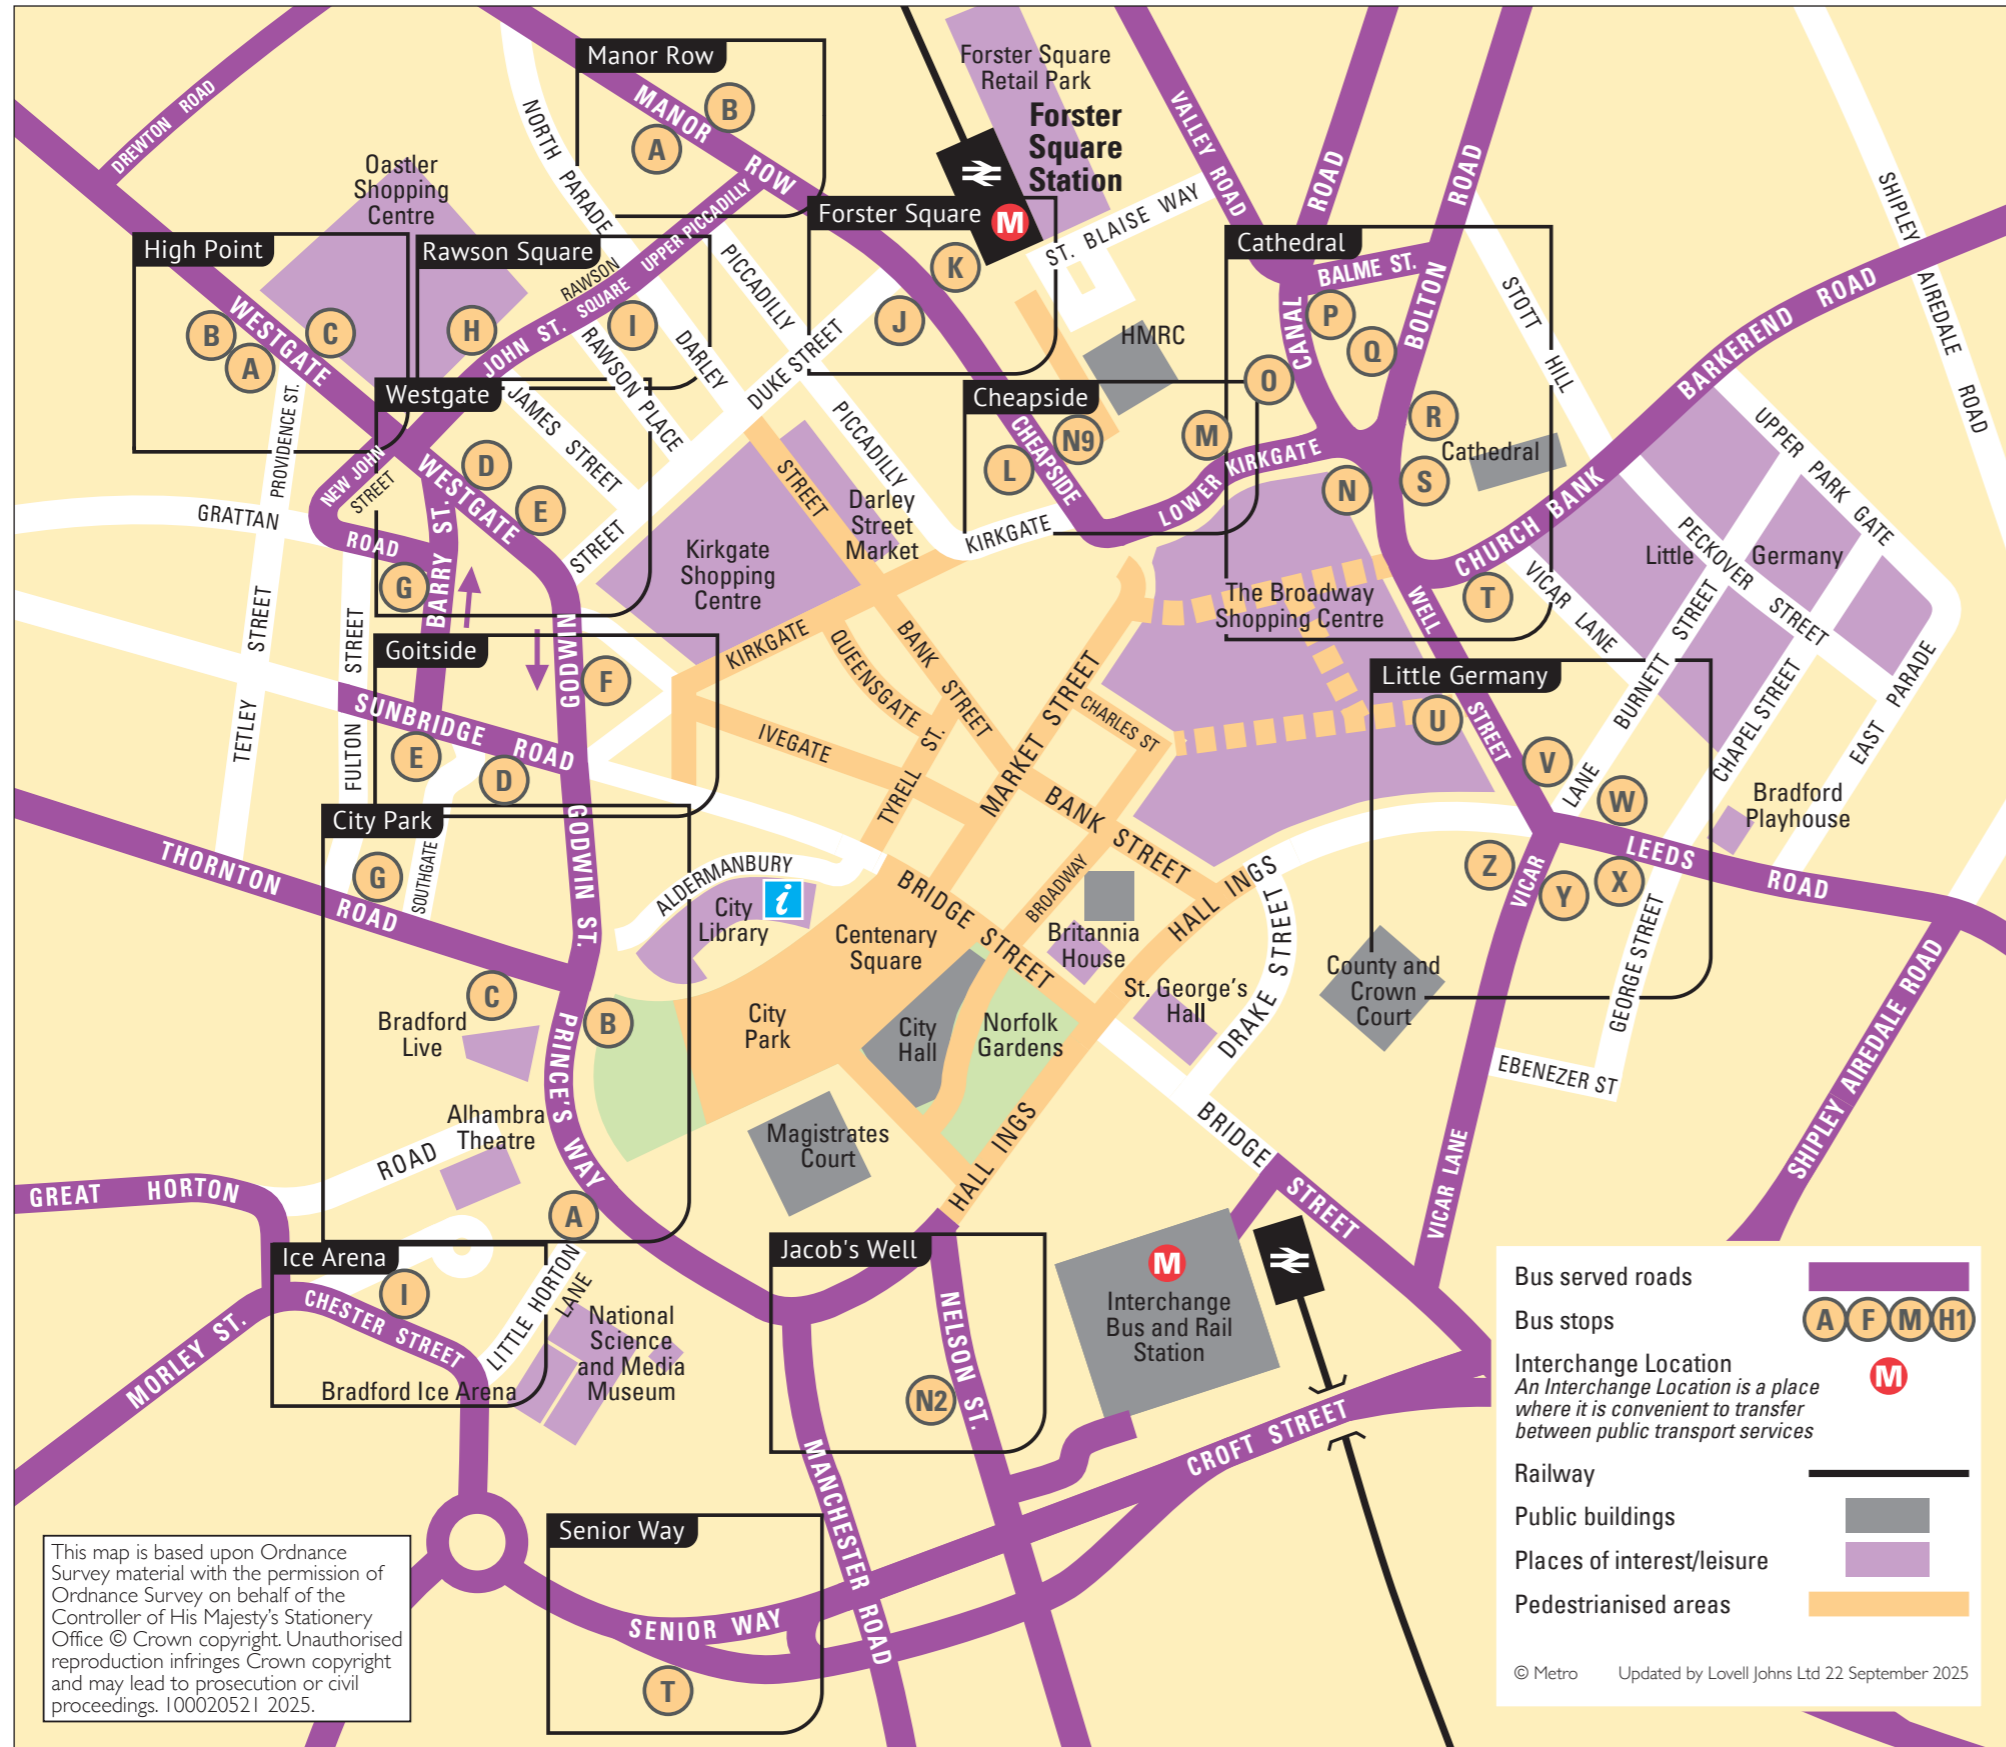 Manor Row
MANOR
ROW
B
A
DREWTON ROAD
NORTH PARADE
Oastler
Shopping
Centre
Forster Square
Retail Park
Forster
Square
Station
M
VALLEY ROAD
ROAD
BOLTON
ROAD
ST. BLAISE WAY
SHIPLEY
AIREDALE
ROAD
High Point
WESTGATE
B
A
C
PROVIDENCE ST.
Rawson Square
RAWSON
JOHN ST.
SQUARE
UPPER PICCADILLY
H
I
RAWSON PLACE
PICCADILLY
DARLEY
STREET
DUKE STREET
PICCADILLY
Forster Square
K
J
HMRC
Cathedral
BALME ST.
CANAL
P
Q
O
R
S
N
T
Cathedral
STOTT
HILL
BARKEREND ROAD
Westgate
JAMES STREET
NEW JOHN
STREET
WESTGATE
D
E
G
STREET
GRATTAN
ROAD
BARRY ST.
Cheapside
CHEAPSIDE
L
N9
M
LOWER KIRKGATE
KIRKGATE
CHURCH BANK
UPPER PARK GATE
PECKOVER
STREET
Little
Germany
VICAR LANE
BURNETT
STREET
CHAPEL STREET
EAST PARADE
Darley
Street
Market
Kirkgate
Shopping
Centre
The Broadway
Shopping Centre
WELL
STREET
TETLEY STREET
FULTON STREET
Goitside
GODWIN
F
SUNBRIDGE ROAD
E
D
KIRKGATE
QUEENSGATE
BANK
STREET
IVEGATE
TYRELL ST.
MARKET STREET
CHARLES ST
BANK STREET
Little Germany
U
V
W
X
Y
Z
LANE
VICAR
LEEDS ROAD
GEORGE STREET
Bradford
Playhouse
City Park
GODWIN ST.
SOUTHGATE
THORNTON
ROAD
G
C
B
A
ALDERMANBURY
City
Library
i
Centenary
Square
BRIDGE STREET
BROADWAY
Britannia
House
HALL INGS
DRAKE STREET
St. George's
Hall
County and
Crown
Court
EBENEZER ST
Bradford
Live
City
Park
City
Hall
Norfolk
Gardens
PRINCE'S WAY
Alhambra
Theatre
Magistrates
Court
HALL INGS
BRIDGE
STREET
VICAR LANE
SHIPLEY AIREDALE ROAD
GREAT HORTON
ROAD
Ice Arena
I
CHESTER STREET
MORLEY ST.
LITTLE HORTON
LANE
National
Science
and Media
Museum
Bradford Ice Arena
Jacob's Well
NELSON ST.
N2
M
Interchange
Bus and Rail
Station
CROFT STREET
MANCHESTER ROAD
Senior Way
SENIOR WAY
T
Bus served roads
Bus stops
A F M H1
Interchange Location
M
An Interchange Location is a place
where it is convenient to transfer
between public transport services
Railway
Public buildings
Places of interest/leisure
Pedestrianised areas
© Metro Updated by Lovell Johns Ltd 22 September 2025
This map is based upon Ordnance
Survey material with the permission of
Ordnance Survey on behalf of the
Controller of His Majesty's Stationery
Office © Crown copyright. Unauthorised
reproduction infringes Crown copyright
and may lead to prosecution or civil
proceedings. 100020521 2025.